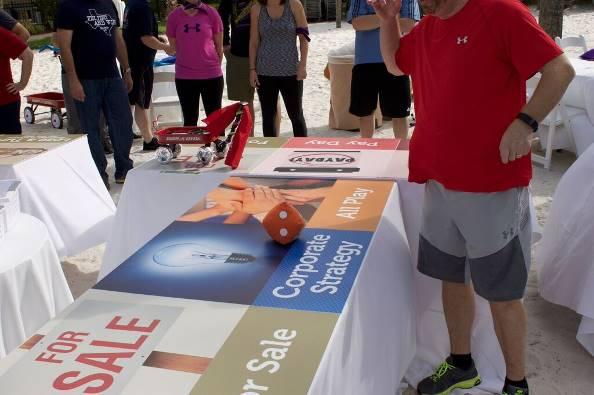 Pay Day
PAYDAY
All Play
Corporate
Strategy
FOR
SALE
For Sale